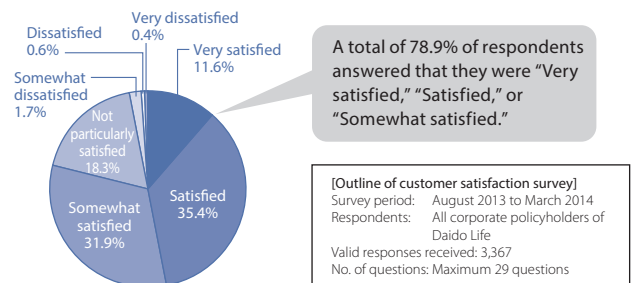 Very dissatisfied
0.4%
Dissatisfied
0.6%
Very satisfied
11.6%
Somewhat
dissatisfied
1.7%
Not
particularly
satisfied
18.3%
Satisfied
35.4%
Somewhat
satisfied
31.9%
A total of 78.9% of respondents
answered that they were “Very
satisfied,” “Satisfied,” or
“Somewhat satisfied.”
[Outline of customer satisfaction survey]
Survey period: August 2013 to March 2014
Respondents: All corporate policyholders of
Daido Life
Valid responses received: 3,367
No. of questions: Maximum 29 questions